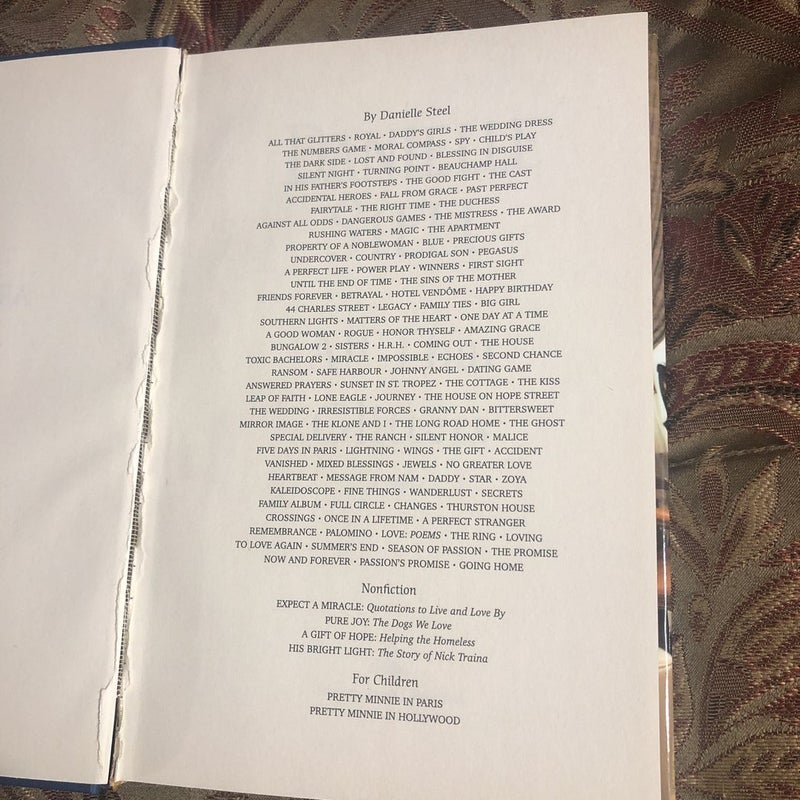 By Danielle Steel
ALL THAT GLITTERS • ROYAL • DADDY'S GIRLS • THE WEDDING DRESS
THE NUMBERS GAME • MORAL COMPASS • SPY • CHILD'S PLAY
THE DARK SIDE • LOST AND FOUND • BLESSING IN DISGUISE
SILENT NIGHT • TURNING POINT • BEAUCHAMP HALL
IN HIS FATHER'S FOOTSTEPS • THE GOOD FIGHT • THE CAST
ACCIDENTAL HEROES • FALL FROM GRACE • PAST PERFECT
FAIRYTALE • THE RIGHT TIME • THE DUCHESS
AGAINST ALL ODDS • DANGEROUS GAMES • THE MISTRESS • THE AWARD
RUSHING WATERS • MAGIC • THE APARTMENT
PROPERTY OF A NOBLEWOMAN • BLUE • PRECIOUS GIFTS
UNDERCOVER • COUNTRY • PRODIGAL SON • PEGASUS
A PERFECT LIFE • POWER PLAY • WINNERS • FIRST SIGHT
UNTIL THE END OF TIME • THE SINS OF THE MOTHER
FRIENDS FOREVER • BETRAYAL • HOTEL VENDÔME • HAPPY BIRTHDAY
44 CHARLES STREET • LEGACY • FAMILY TIES • BIG GIRL
SOUTHERN LIGHTS • MATTERS OF THE HEART • ONE DAY AT A TIME
A GOOD WOMAN • ROGUE • HONOR THYSELF • AMAZING GRACE
BUNGALOW 2 • SISTERS • H.R.H. • COMING OUT • THE HOUSE
TOXIC BACHELORS • MIRACLE • IMPOSSIBLE • ECHOES • SECOND CHANCE
RANSOM • SAFE HARBOUR • JOHNNY ANGEL • DATING GAME
ANSWERED PRAYERS • SUNSET IN ST. TROPEZ • THE COTTAGE • THE KISS
LEAP OF FAITH • LONE EAGLE • JOURNEY • THE HOUSE ON HOPE STREET
THE WEDDING • IRRESISTIBLE FORCES • GRANNY DAN • BITTERSWEET
MIRROR IMAGE • THE KLONE AND I • THE LONG ROAD HOME • THE GHOST
SPECIAL DELIVERY • THE RANCH • SILENT HONOR • MALICE
FIVE DAYS IN PARIS • LIGHTNING • WINGS • THE GIFT • ACCIDENT
VANISHED • MIXED BLESSINGS • JEWELS • NO GREATER LOVE
HEARTBEAT • MESSAGE FROM NAM • DADDY • STAR • ZOYA
KALEIDOSCOPE • FINE THINGS • WANDERLUST • SECRETS
FAMILY ALBUM • FULL CIRCLE • CHANGES • THURSTON HOUSE
CROSSINGS • ONCE IN A LIFETIME • A PERFECT STRANGER
REMEMBRANCE • PALOMINO • LOVE: POEMS • THE RING • LOVING
TO LOVE AGAIN • SUMMER'S END • SEASON OF PASSION • THE PROMISE
NOW AND FOREVER • PASSION'S PROMISE • GOING HOME
Nonfiction
EXPECT A MIRACLE: Quotations to Live and Love By
PURE JOY: The Dogs We Love
A GIFT OF HOPE: Helping the Homeless
HIS BRIGHT LIGHT: The Story of Nick Traina
For Children
PRETTY MINNIE IN PARIS
PRETTY MINNIE IN HOLLYWOOD